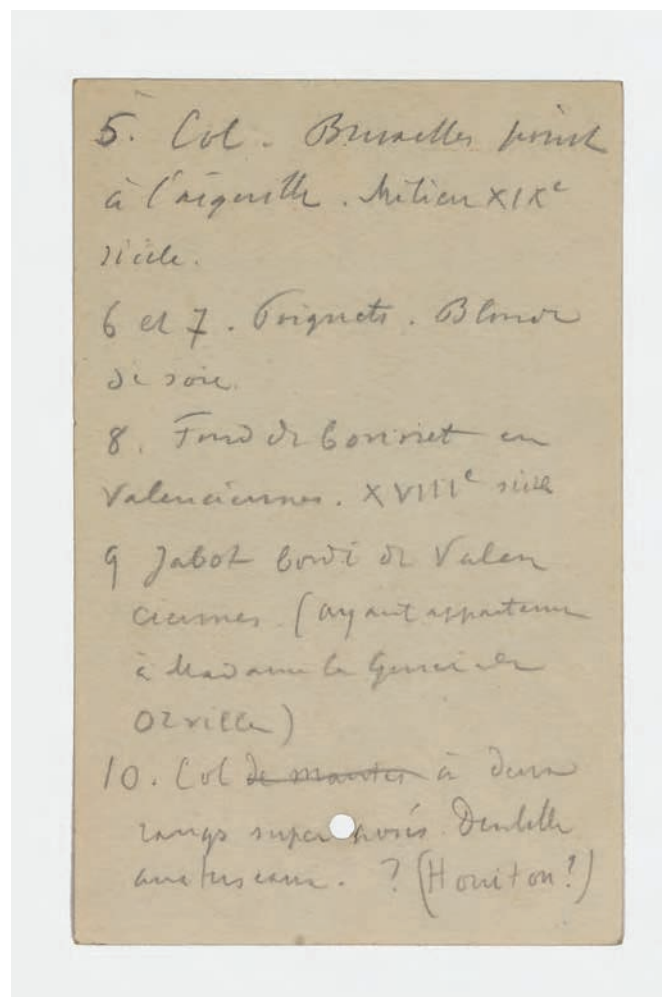 5. Col. Bruxelles point
à l'aiguille. Milieu XIXe
siècle.
6 et 7. Poignets. Blonde
de soie.
8. Fond de bonnet en
Valenciennes. XVIIIe siècle
9 Jabot bordé de Valen
ciennes. (ayant appartenu
à Madame la Générale
Orville)
10. Col de mantes à deux
rangs superposés. Dentelle
aux fuseaux. ? (Honiton?)